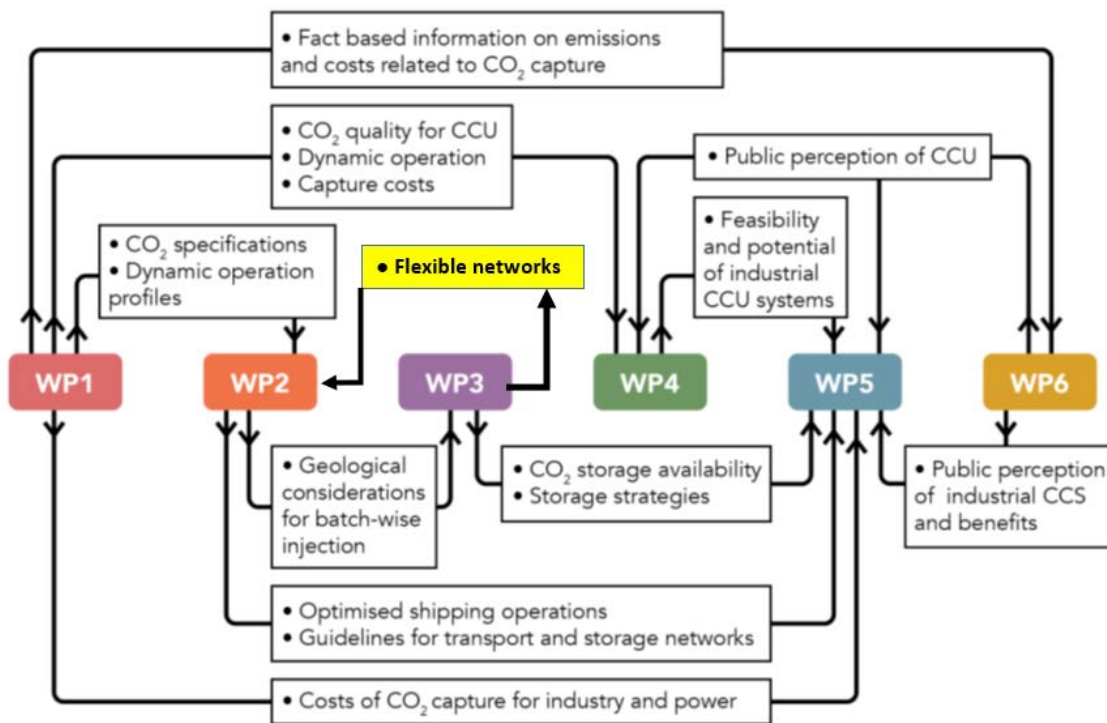 • Fact based information on emissions
and costs related to CO₂ capture
• CO₂ quality for CCU
• Dynamic operation
• Capture costs
• Public perception of CCU
• CO₂ specifications
• Dynamic operation
profiles
• Flexible networks
• Feasibility
and potential
of industrial
CCU systems
WP1
WP2
WP3
WP4
WP5
WP6
• Geological
considerations
for batch-wise
injection
• CO₂ storage availability
• Storage strategies
• Public perception
of industrial CCS
and benefits
• Optimised shipping operations
• Guidelines for transport and storage networks
• Costs of CO₂ capture for industry and power